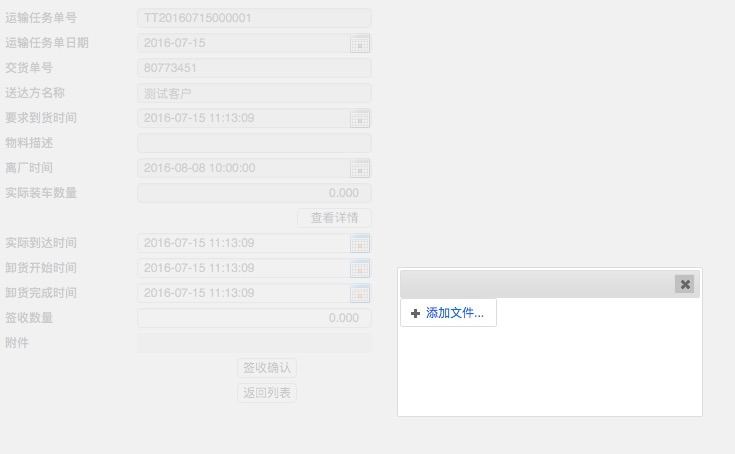 运输任务单号 TT20160715000001
运输任务单日期 2016-07-15
交货单号 80773451
送达方名称 测试客户
要求到货时间 2016-07-15 11:13:09
物料描述
离厂时间 2016-08-08 10:00:00
实际装车数量 0.000
查看详情
实际到达时间 2016-07-15 11:13:09
卸货开始时间 2016-07-15 11:13:09
卸货完成时间 2016-07-15 11:13:09
签收数量 0.000
附件
签收确认
返回列表
添加文件...